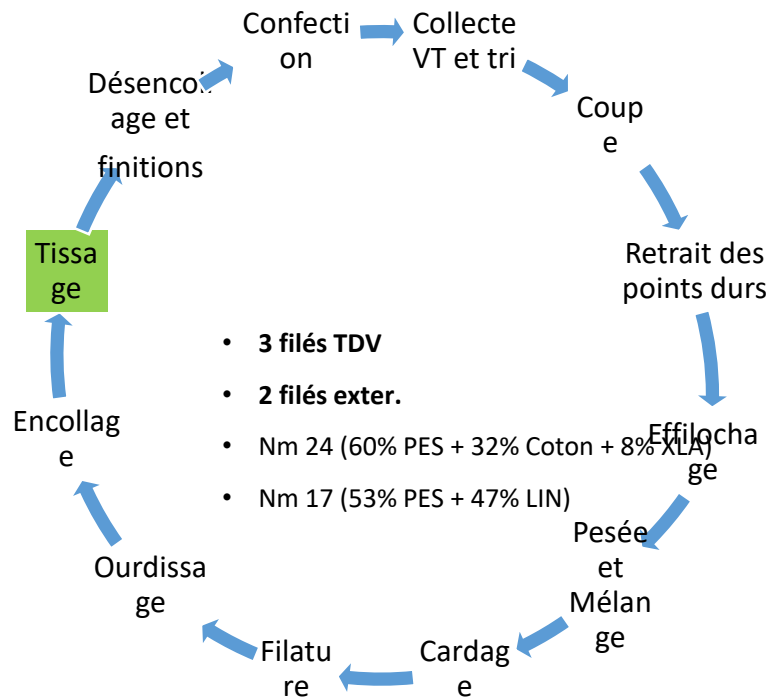 Confecti
on
Collecte
VT et tri
Coup
e
Retrait des
points durs
Effilocha
ge
Pesée
et
Mélan
ge
Cardag
e
Filatu
re
Ourdissa
ge
Encollag
e
Tissa
ge
Désencoll
age et
finitions
• 3 filés TDV
• 2 filés exter.
• Nm 24 (60% PES + 32% Coton + 8% XLA)
• Nm 17 (53% PES + 47% LIN)